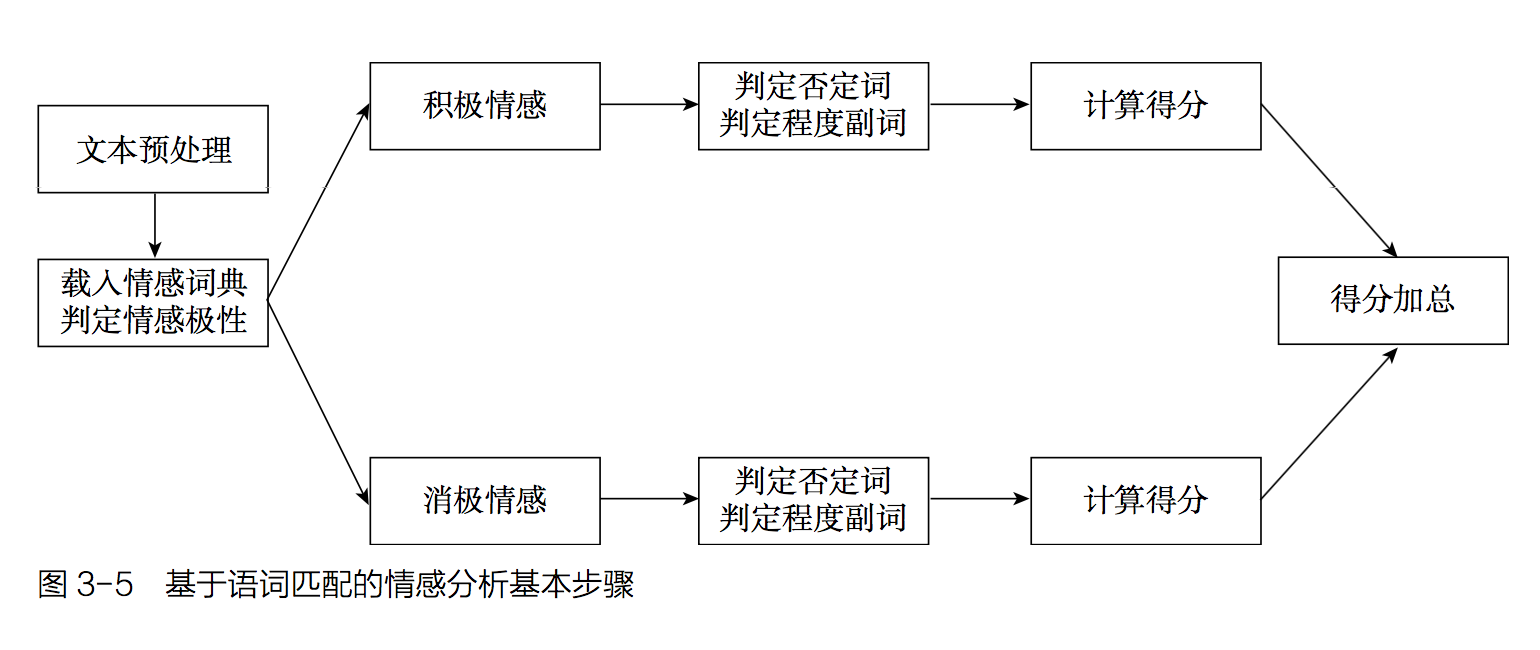 文本预处理
载入情感词典
判定情感极性
积极情感
判定否定词
判定程度副词
计算得分
消极情感
判定否定词
判定程度副词
计算得分
得分加总
图 3-5 基于语词匹配的情感分析基本步骤